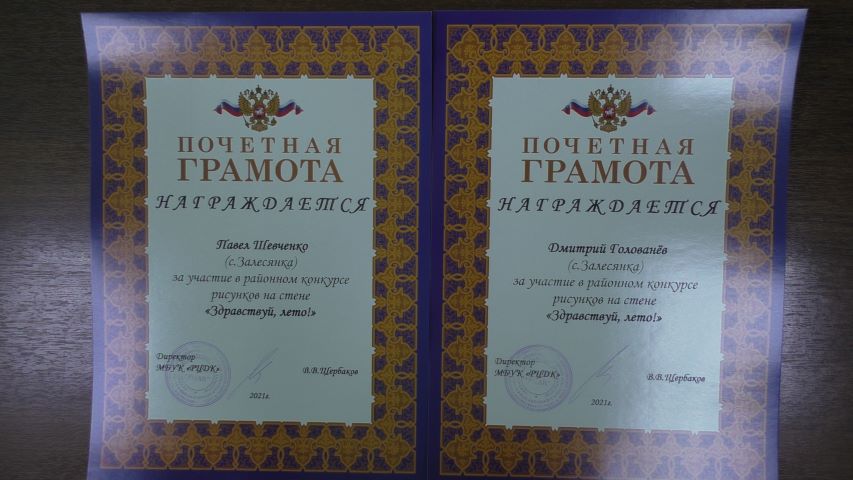 ПОЧЕТНАЯ
ГРАМОТА
НАГРАЖДАЕТСЯ
Павел Шевченко
(с.Залесянка)
за участие в районном конкурсе
рисунков на стене
«Здравствуй, лето!»
Директор
МБУК «РЦДК»
В.В.Щербаков
2021г.
ПОЧЕТНАЯ
ГРАМОТА
НАГРАЖДАЕТСЯ
Дмитрий Голованёв
(с.Залесянка)
за участие в районном конкурсе
рисунков на стене
«Здравствуй, лето!»
Директор
МБУК «РЦДК»
В.В.Щербаков
2021г.